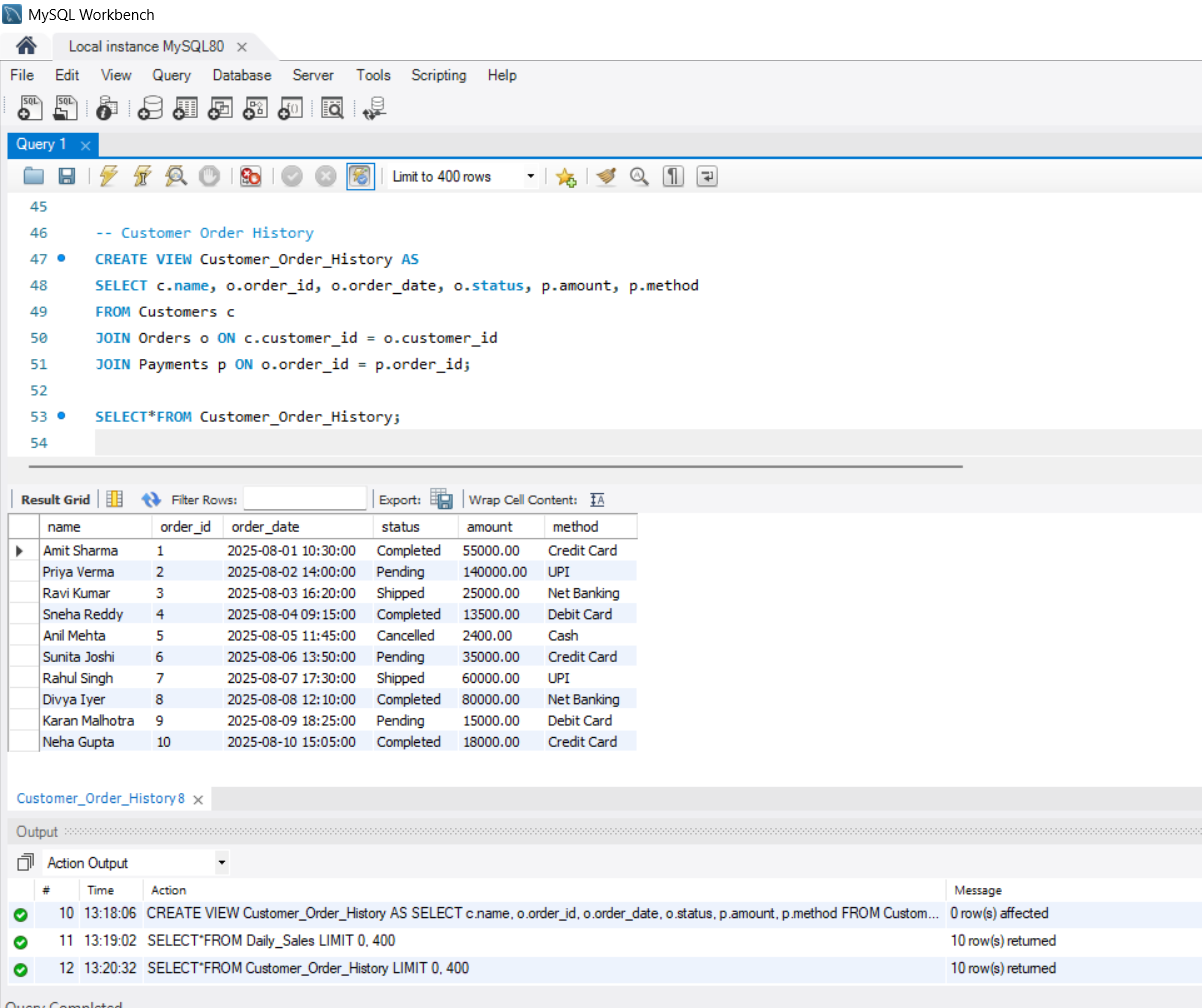 MySQL Workbench
Local instance MySQL80
File Edit View Query Database Server Tools Scripting Help
SQL SQL
Query 1
Limit to 400 rows
45
46 -- Customer Order History
47 CREATE VIEW Customer_Order_History AS
48 SELECT c.name, o.order_id, o.order_date, o.status, p.amount, p.method
49 FROM Customers c
50 JOIN Orders o ON c.customer_id = o.customer_id
51 JOIN Payments p ON o.order_id = p.order_id;
52
53 SELECT*FROM Customer_Order_History;
54
Result Grid Filter Rows: Export: Wrap Cell Content:
name order_id order_date status amount method
Amit Sharma 1 2025-08-01 10:30:00 Completed 55000.00 Credit Card
Priya Verma 2 2025-08-02 14:00:00 Pending 140000.00 UPI
Ravi Kumar 3 2025-08-03 16:20:00 Shipped 25000.00 Net Banking
Sneha Reddy 4 2025-08-04 09:15:00 Completed 13500.00 Debit Card
Anil Mehta 5 2025-08-05 11:45:00 Cancelled 2400.00 Cash
Sunita Joshi 6 2025-08-06 13:50:00 Pending 35000.00 Credit Card
Rahul Singh 7 2025-08-07 17:30:00 Shipped 60000.00 UPI
Divya Iyer 8 2025-08-08 12:10:00 Completed 80000.00 Net Banking
Karan Malhotra 9 2025-08-09 18:25:00 Pending 15000.00 Debit Card
Neha Gupta 10 2025-08-10 15:05:00 Completed 18000.00 Credit Card
Customer_Order_History 8
Output
Action Output
# Time Action Message
10 13:18:06 CREATE VIEW Customer_Order_History AS SELECT c.name, o.order_id, o.order_date, o.status, p.amount, p.method FROM Custom... 0 row(s) affected
11 13:19:02 SELECT*FROM Daily_Sales LIMIT 0, 400 10 row(s) returned
12 13:20:32 SELECT*FROM Customer_Order_History LIMIT 0, 400 10 row(s) returned
Query Completed